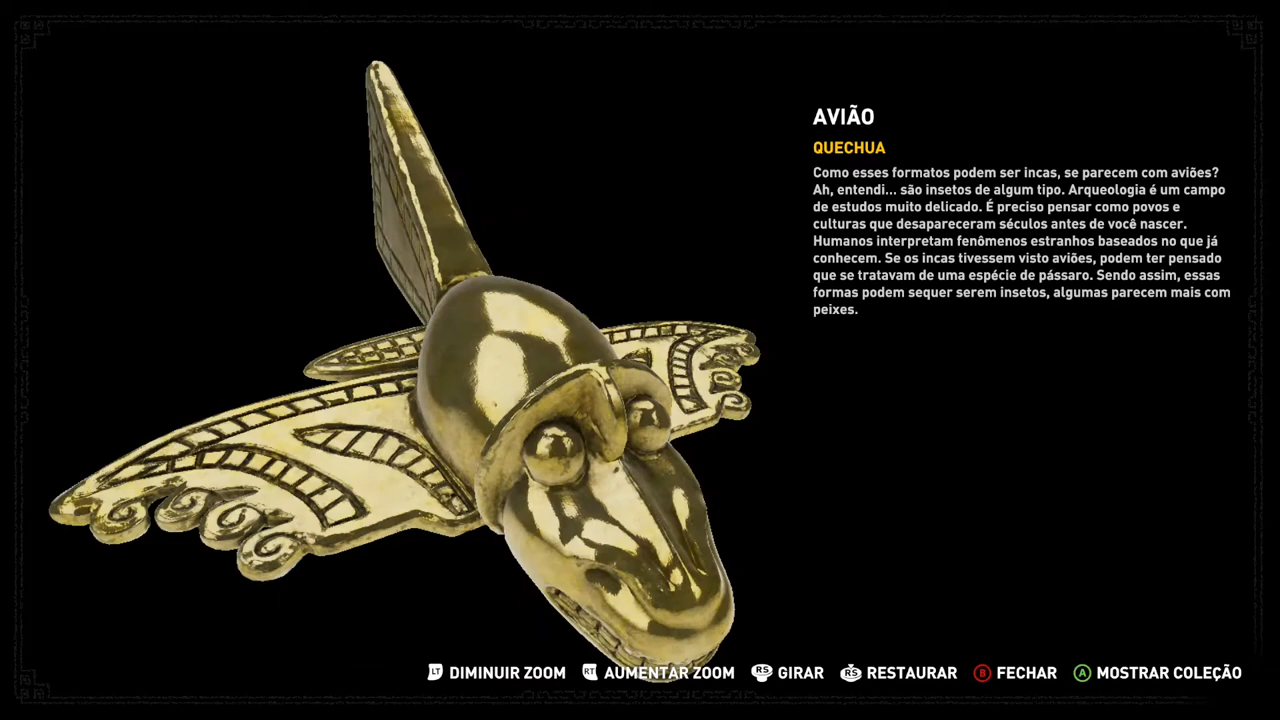 AVIÃO
QUECHUA
Como esses formatos podem ser incas, se parecem com aviões?
Ah, entendi... são insetos de algum tipo. Arqueologia é um campo
de estudos muito delicado. É preciso pensar como povos e
culturas que desapareceram séculos antes de você nascer.
Humanos interpretam fenômenos estranhos baseados no que já
conhecem. Se os incas tivessem visto aviões, podem ter pensado
que se tratavam de uma espécie de pássaro. Sendo assim, essas
formas podem sequer serem insetos, algumas parecem mais com
peixes.
LT DIMINUIR ZOOM RT AUMENTAR ZOOM RS GIRAR RS RESTAURAR B FECHAR A MOSTRAR COLEÇÃO